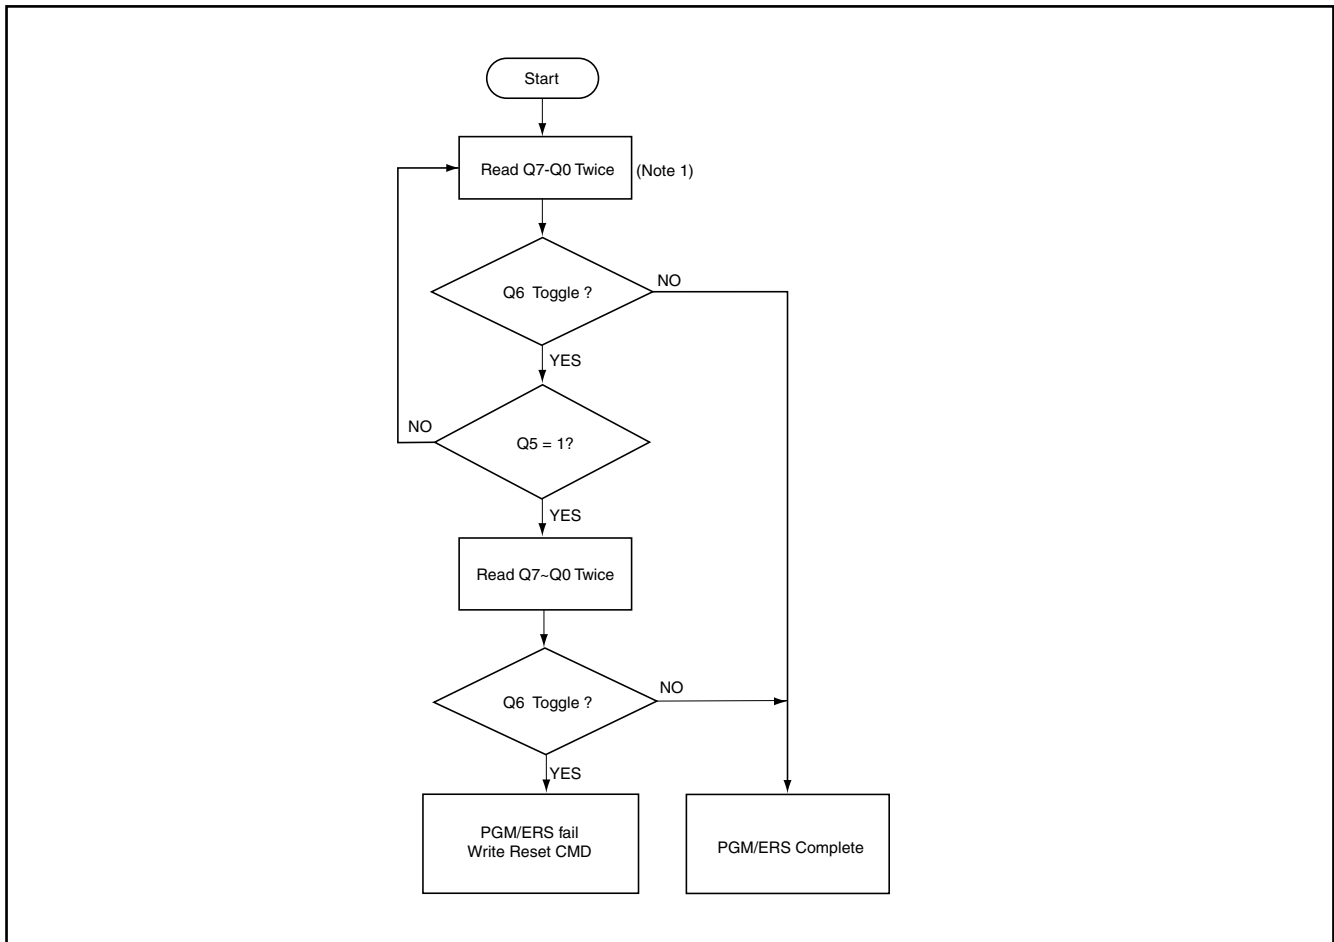 Start
Read Q7-Q0 Twice
(Note 1)
Q6 Toggle ?
NO
YES
NO
Q5 = 1?
YES
Read Q7~Q0 Twice
Q6 Toggle ?
NO
YES
PGM/ERS fail
Write Reset CMD
PGM/ERS Complete